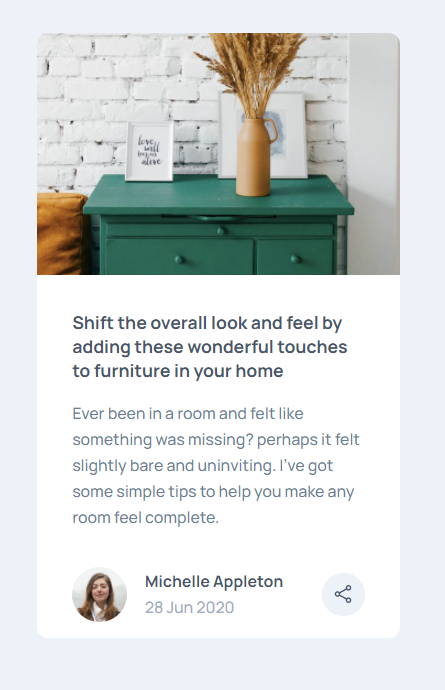 love
will
keep us
alive
Shift the overall look and feel by
adding these wonderful touches
to furniture in your home
Ever been in a room and felt like
something was missing? perhaps it felt
slightly bare and uninviting. I’ve got
some simple tips to help you make any
room feel complete.
Michelle Appleton
28 Jun 2020